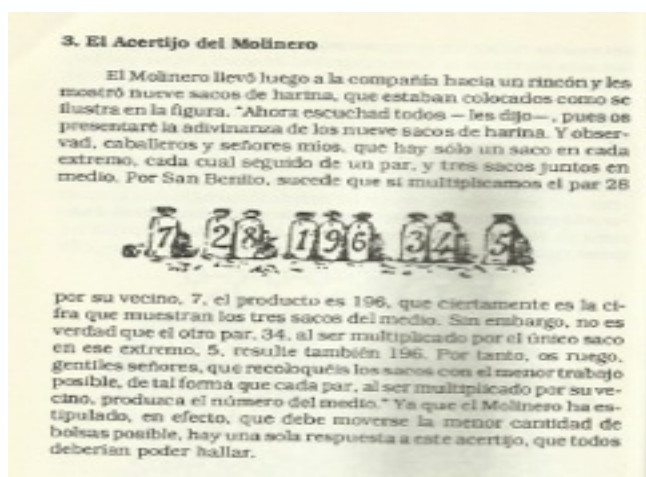 3. El Acertijo del Molinero
El Molinero llevó luego a la compañía hacia un rincón y les
mostró nueve sacos de harina, que estaban colocados como se
ilustra en la figura. "Ahora escuchad todos — les dijo—, pues os
presentaré la adivinanza de los nueve sacos de harina. Y obser-
vad, caballeros y señores míos, que hay sólo un saco en cada
extremo, cada cual seguido de un par, y tres sacos juntos en
medio. Por San Benito, sucede que si multiplicamos el par 28
7 28 196 34 5
por su vecino, 7, el producto es 196, que ciertamente es la ci-
fra que muestran los tres sacos del medio. Sin embargo, no es
verdad que el otro par, 34, al ser multiplicado por el único saco
en ese extremo, 5, resulte también 196. Por tanto, os ruego,
gentiles señores, que recoloquéis los sacos con el menor trabajo
posible, de tal forma que cada par, al ser multiplicado por su ve-
cino, produzca el número del medio." Ya que el Molinero ha es-
tipulado, en efecto, que debe moverse la menor cantidad de
bolsas posible, hay una sola respuesta a este acertijo, que todos
deberían poder hallar.